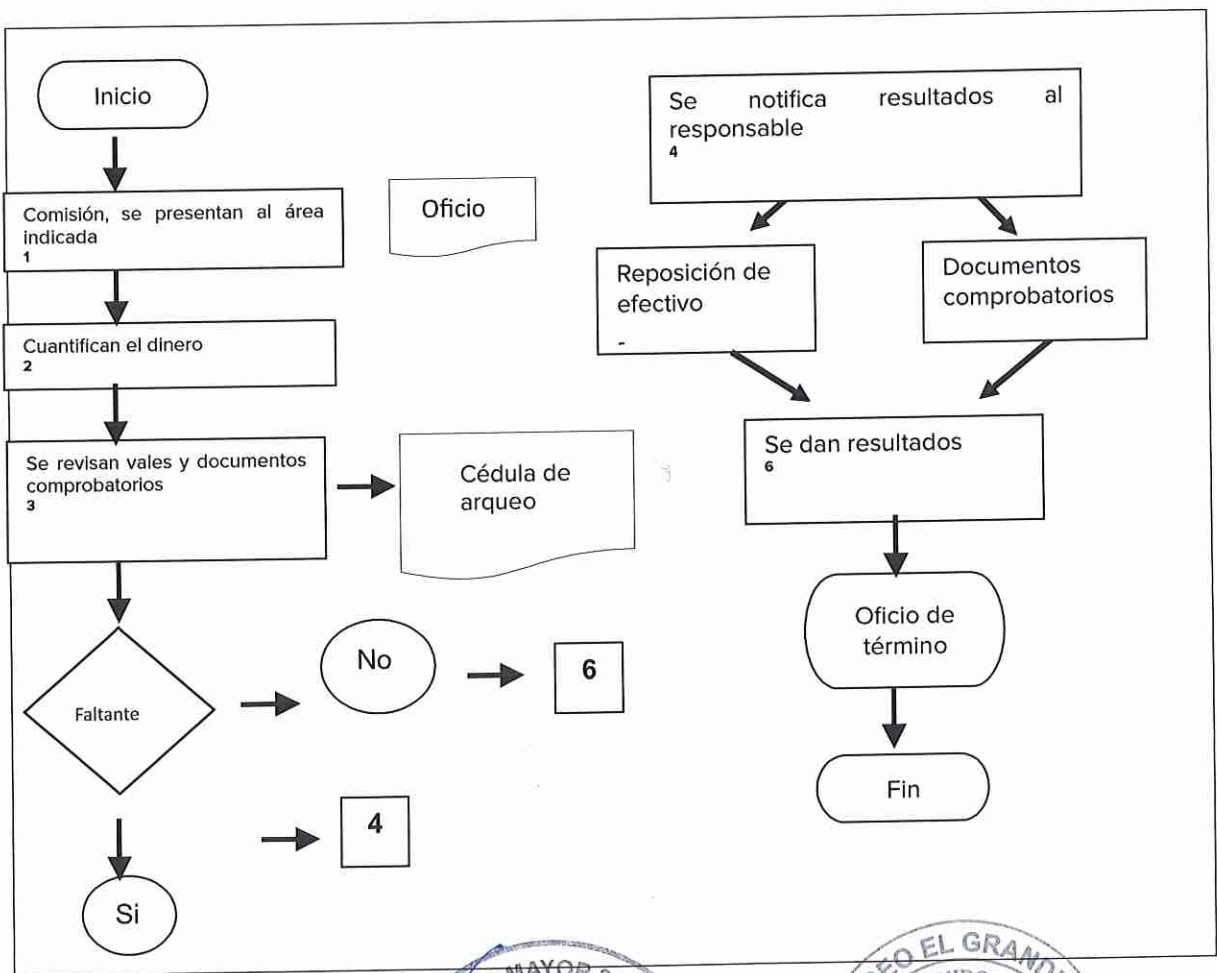 Inicio
Comisión, se presentan al área
indicada
1
Oficio
Cuantifican el dinero
2
Se revisan vales y documentos
comprobatorios
3
Cédula de
arqueo
Faltante
No
6
4
Si
Se notifica resultados al
responsable
4
Reposición de
efectivo
-
Documentos
comprobatorios
Se dan resultados
6
Oficio de
término
Fin
MAYOR
EO EL GRAND